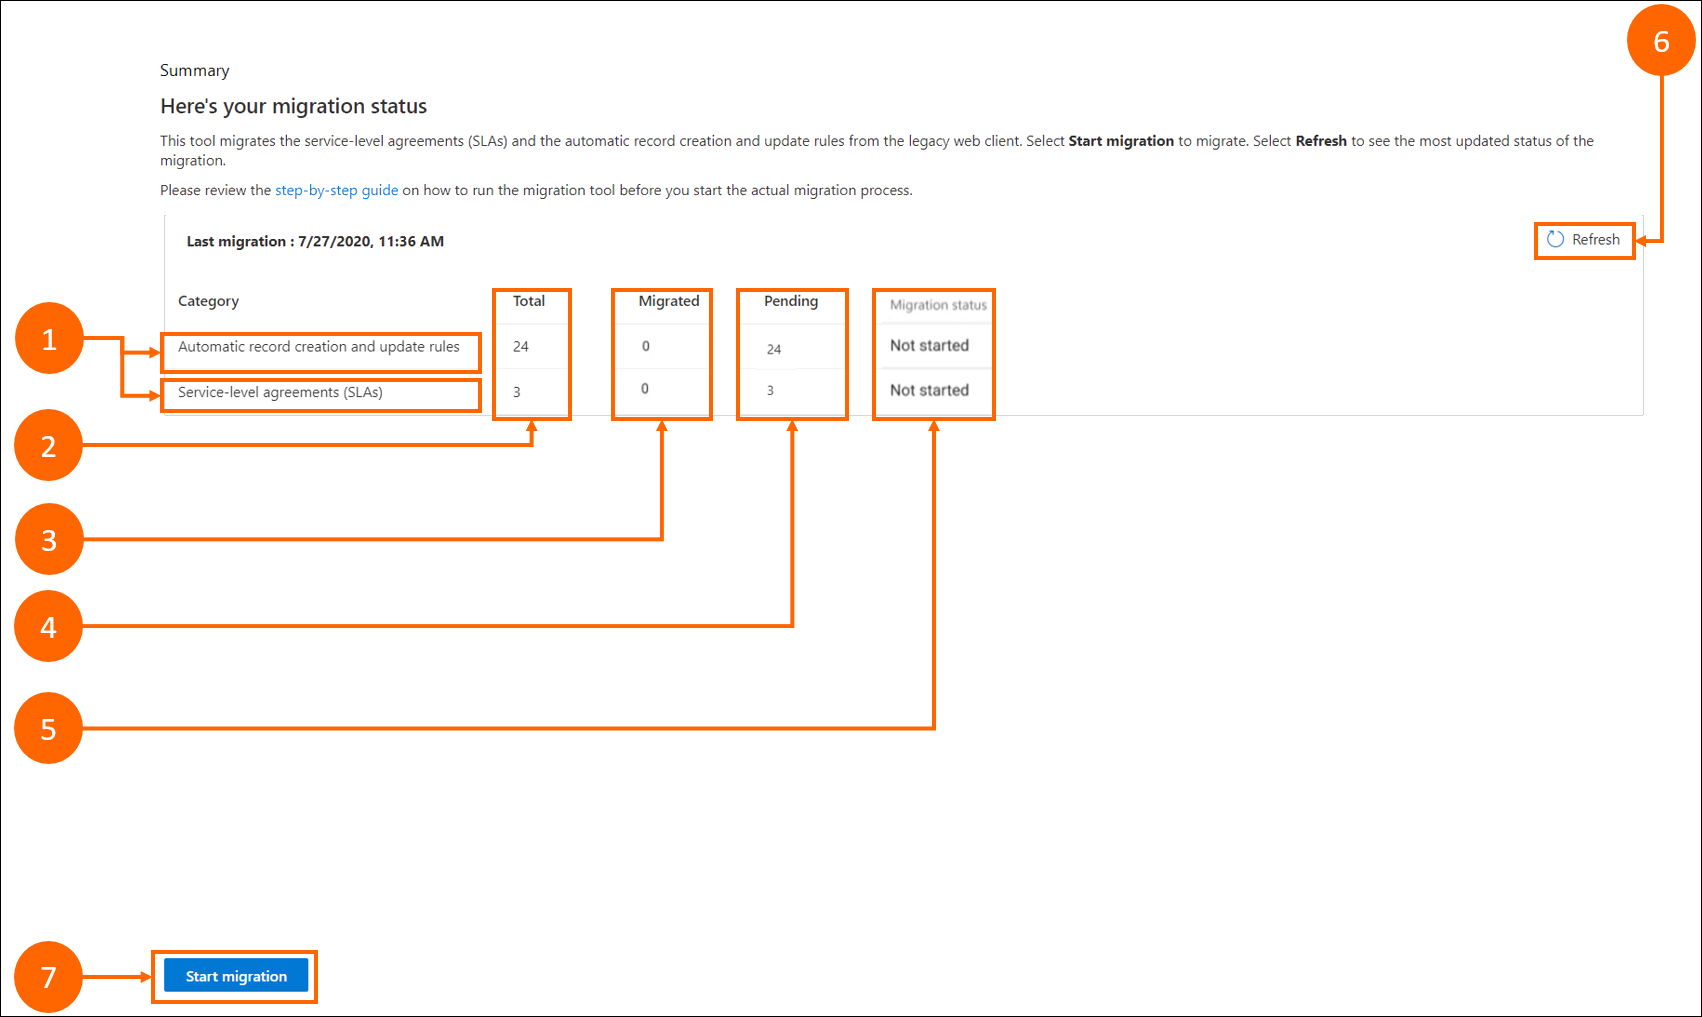 6
Summary
Here's your migration status
This tool migrates the service-level agreements (SLAs) and the automatic record creation and update rules from the legacy web client. Select Start migration to migrate. Select Refresh to see the most updated status of the
migration.
Please review the step-by-step guide on how to run the migration tool before you start the actual migration process.
Last migration : 7/27/2020, 11:36 AM
Refresh
Category Total Migrated Pending Migration status
1
Automatic record creation and update rules 24 0 24 Not started
Service-level agreements (SLAs) 3 0 3 Not started
2
3
4
5
7
Start migration